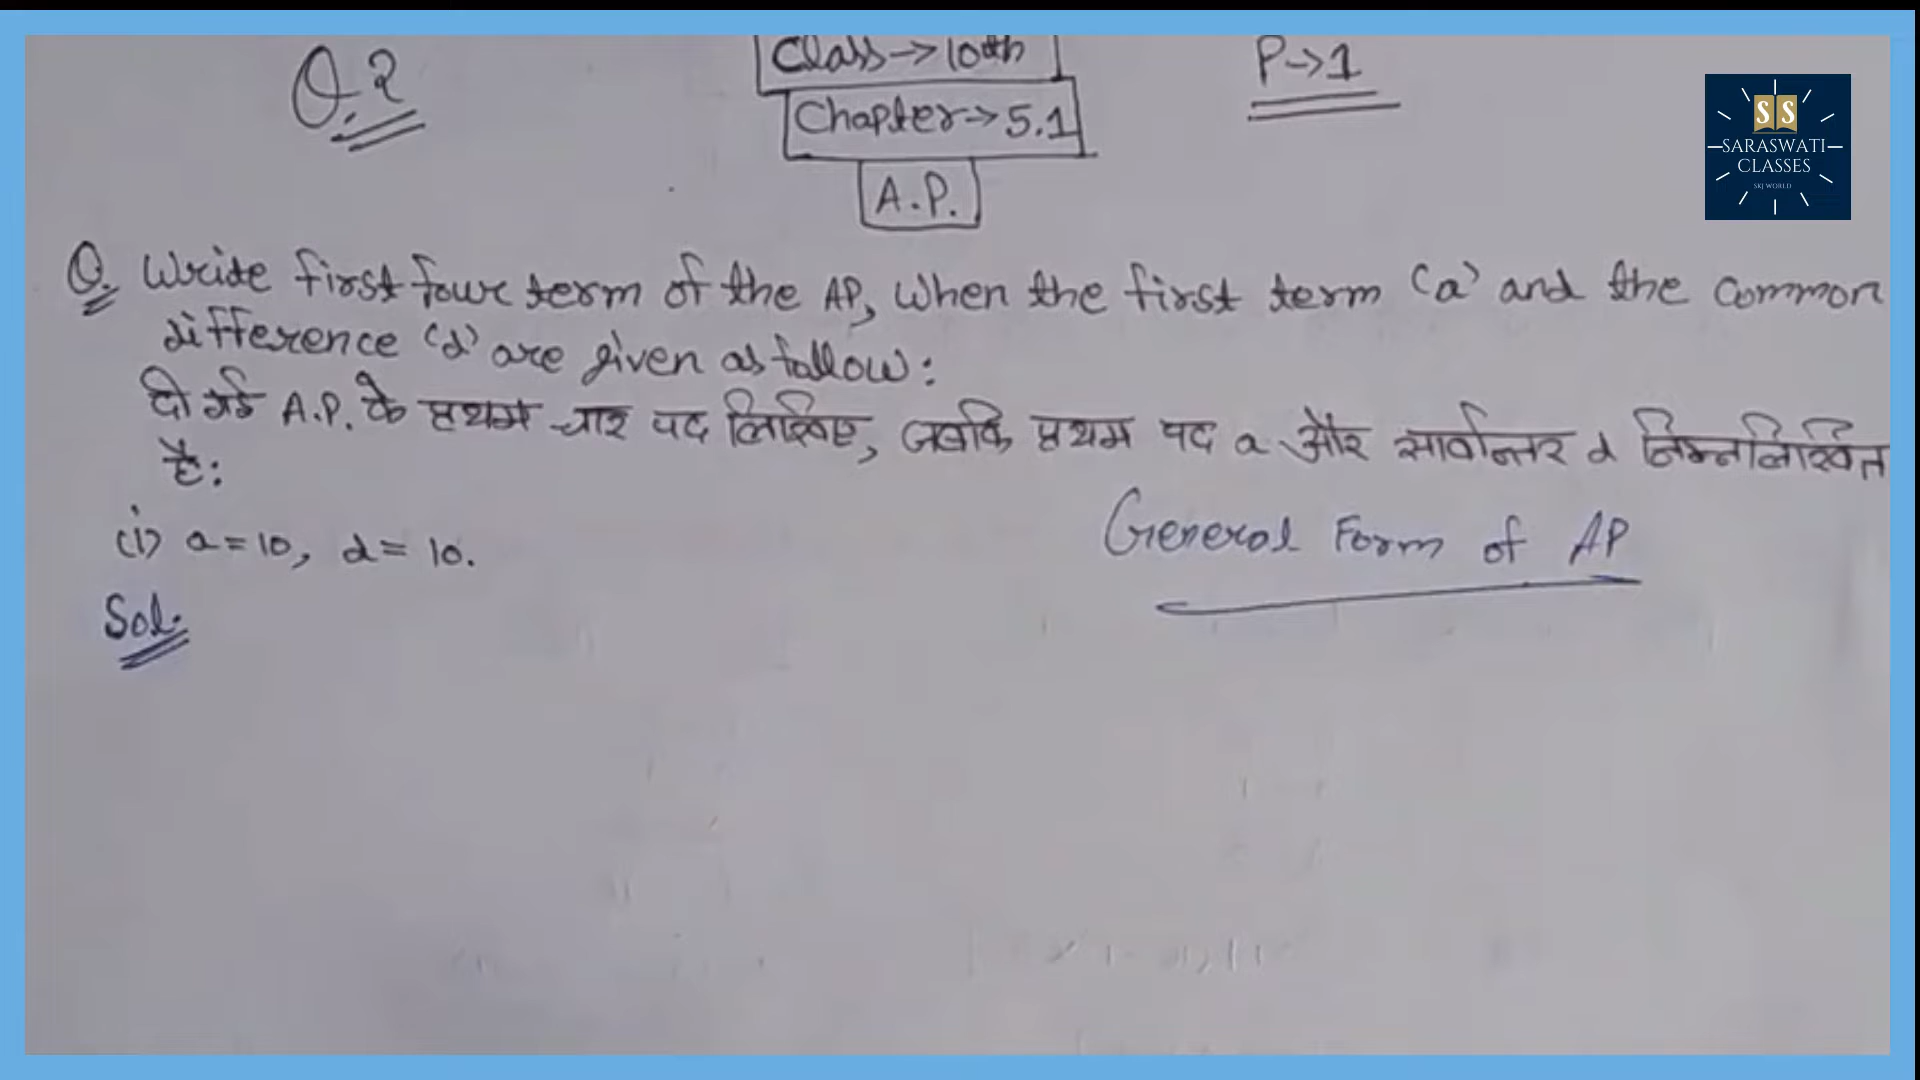 Q.2
Class→10th
P→1
Chapter→5.1
A.P.
SS
SARASWATI
CLASSES
SKJ WORLD
Q. Write first four term of the AP, when the first term 'a' and the common
difference 'd' are given as follow:
दी गई A.P. के प्रथम चार पद लिखिए, जबकि प्रथम पद a और सार्वान्तर d निम्नलिखित
है:
(i) a=10, d=10.
General Form of AP
Sol.